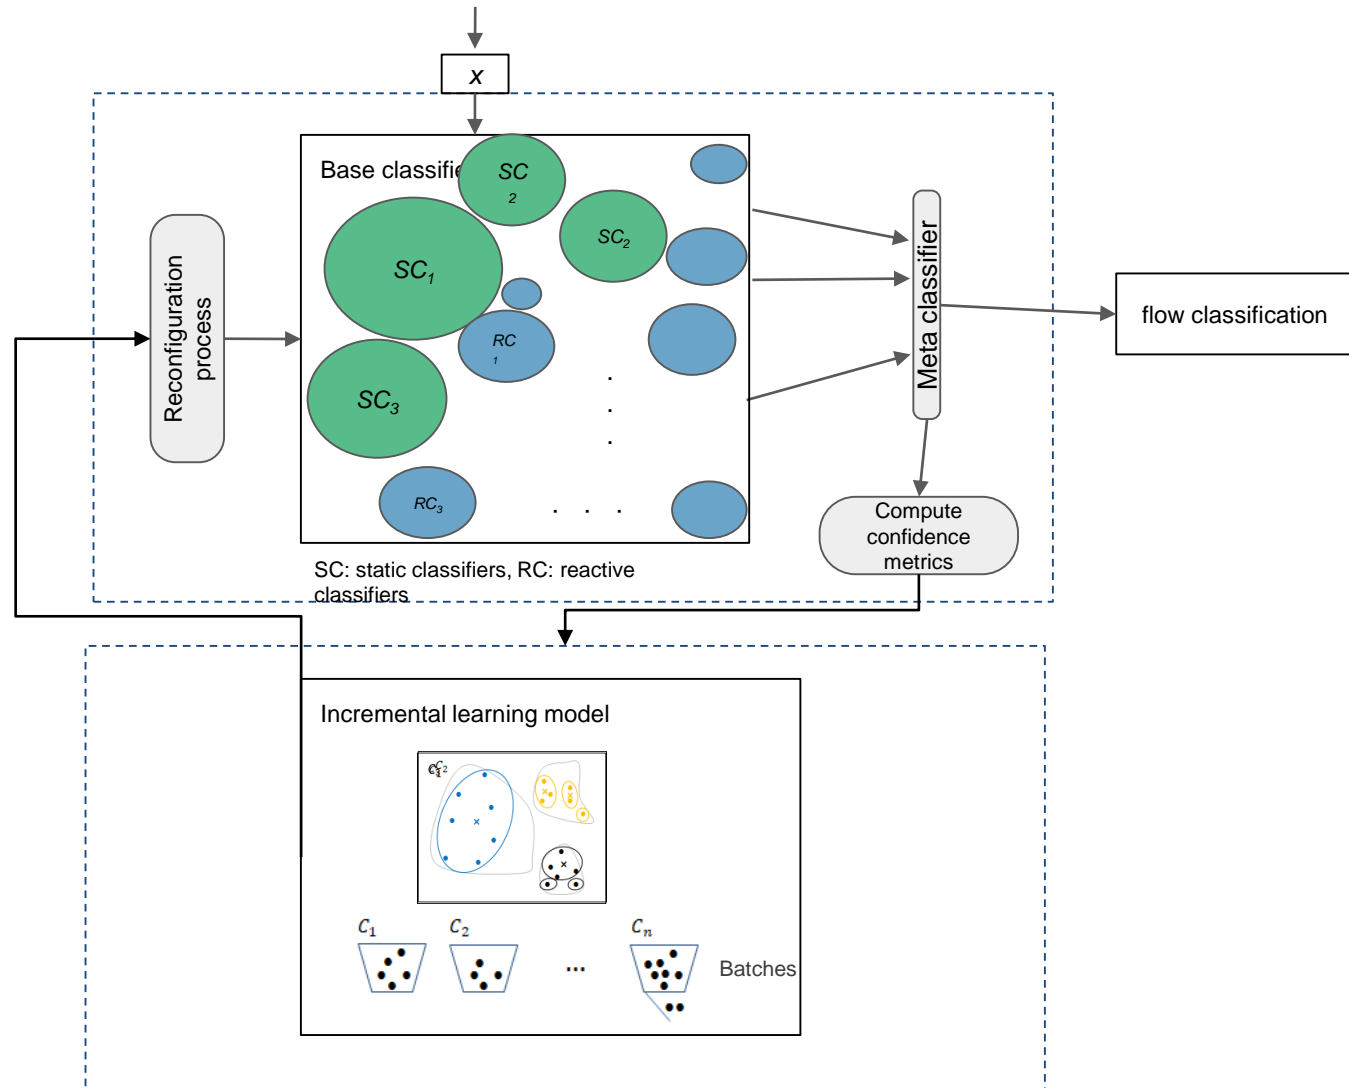 x
Base classifie
SC
2
SC2
SC1
RC
1
SC3
RC3
. . .
Reconfiguration
process
Meta classifier
flow classification
Compute
confidence
metrics
SC: static classifiers, RC: reactive
classifiers
Incremental learning model
C1
C2
...
Cn
Batches